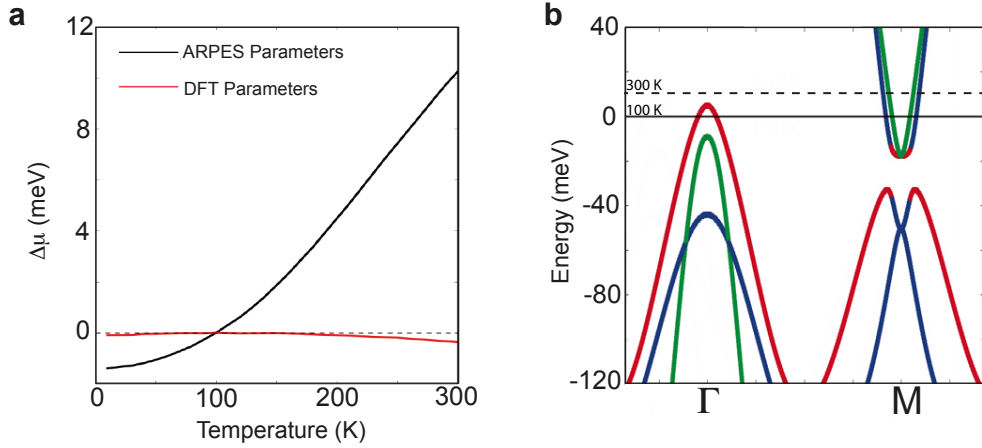 a
12
8
4
0
Δμ (meV)
ARPES Parameters
DFT Parameters
0
100
200
300
Temperature (K)
b
40
0
-40
-80
-120
Energy (meV)
300 K
100 K
Γ
M